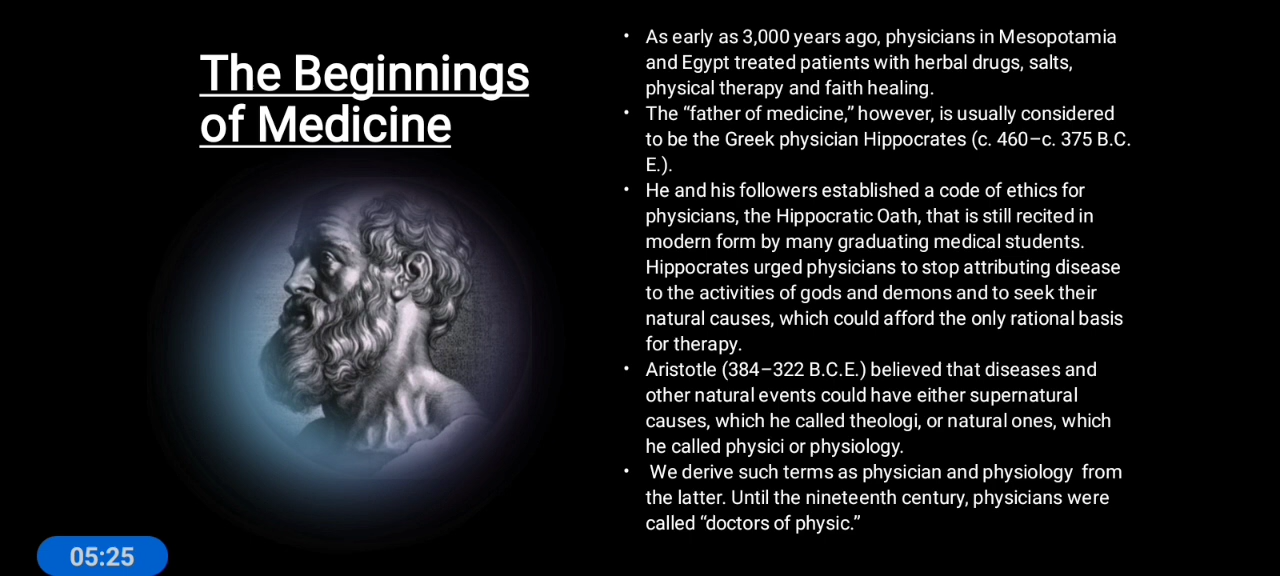 The Beginnings
of Medicine
• As early as 3,000 years ago, physicians in Mesopotamia
and Egypt treated patients with herbal drugs, salts,
physical therapy and faith healing.
• The “father of medicine,” however, is usually considered
to be the Greek physician Hippocrates (c. 460–c. 375 B.C.
E.).
• He and his followers established a code of ethics for
physicians, the Hippocratic Oath, that is still recited in
modern form by many graduating medical students.
Hippocrates urged physicians to stop attributing disease
to the activities of gods and demons and to seek their
natural causes, which could afford the only rational basis
for therapy.
• Aristotle (384–322 B.C.E.) believed that diseases and
other natural events could have either supernatural
causes, which he called theologi, or natural ones, which
he called physici or physiology.
• We derive such terms as physician and physiology from
the latter. Until the nineteenth century, physicians were
called “doctors of physic.”
05:25